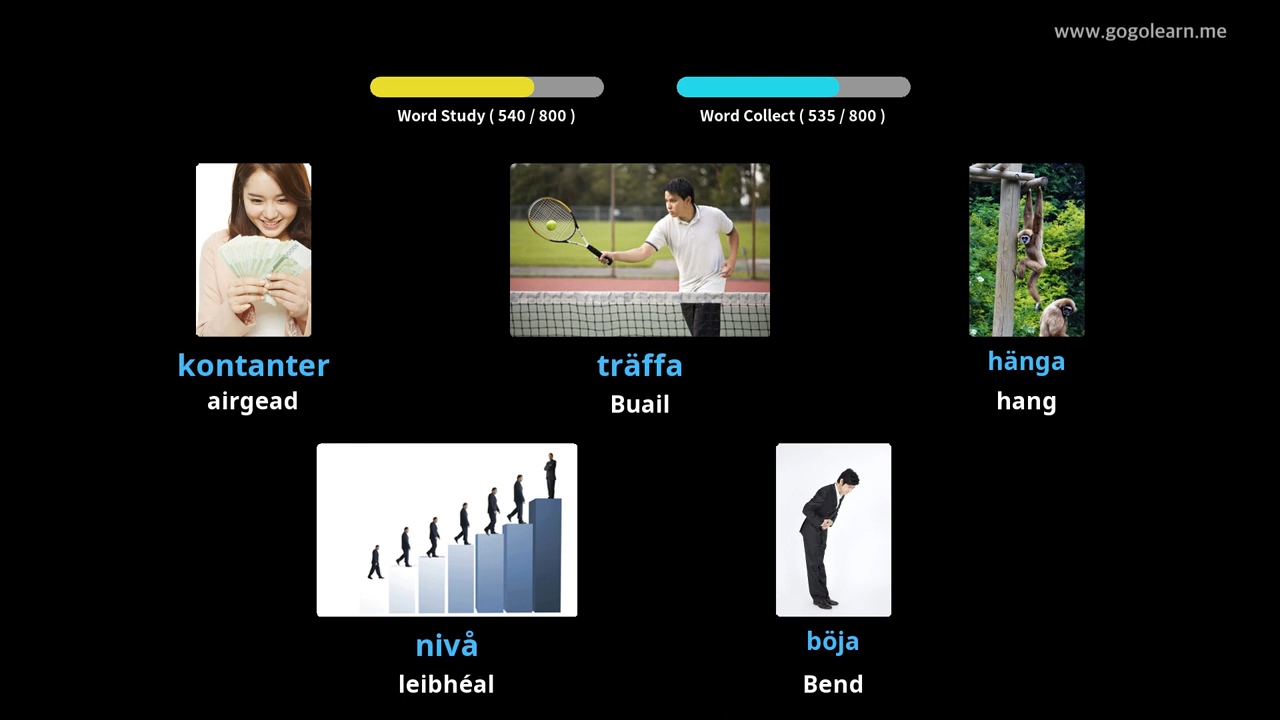 www.gogolearn.me
Word Study ( 540 / 800 )
Word Collect ( 535 / 800 )
kontanter
airgead
träffa
Buail
hänga
hang
nivå
leibhéal
böja
Bend